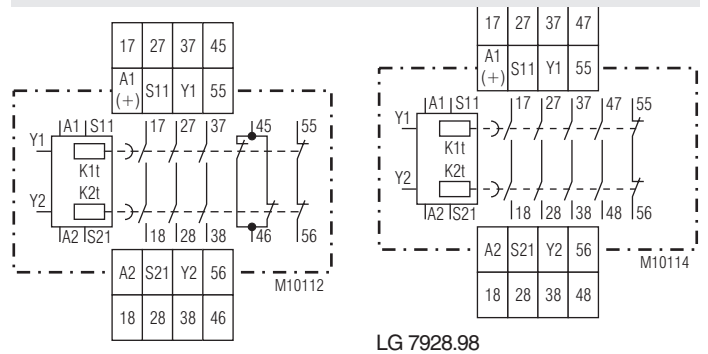 17 27 37 45
A1 (+) S11 Y1 55
A1 S11 17 27 37 45 55
Y1
K1t
K2t
Y2
A2 S21 18 28 38 46 56
A2 S21 Y2 56
M10112
18 28 38 46
17 27 37 47
A1 (+) S11 Y1 55
A1 S11 17 27 37 47 55
Y1
K1t
K2t
Y2
A2 S21 18 28 38 48 56
A2 S21 Y2 56
M10114
18 28 38 48
LG 7928.98